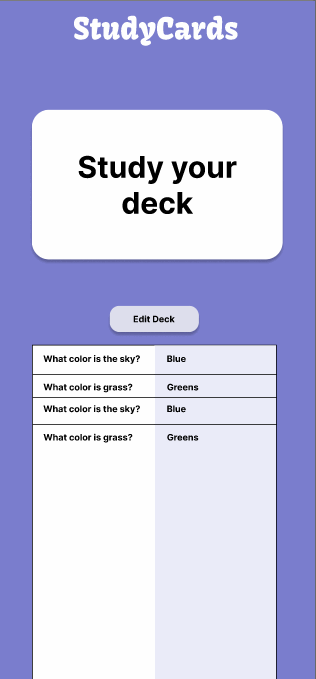 StudyCards
Study your
deck
Edit Deck
What color is the sky? Blue
What color is grass? Greens
What color is the sky? Blue
What color is grass? Greens